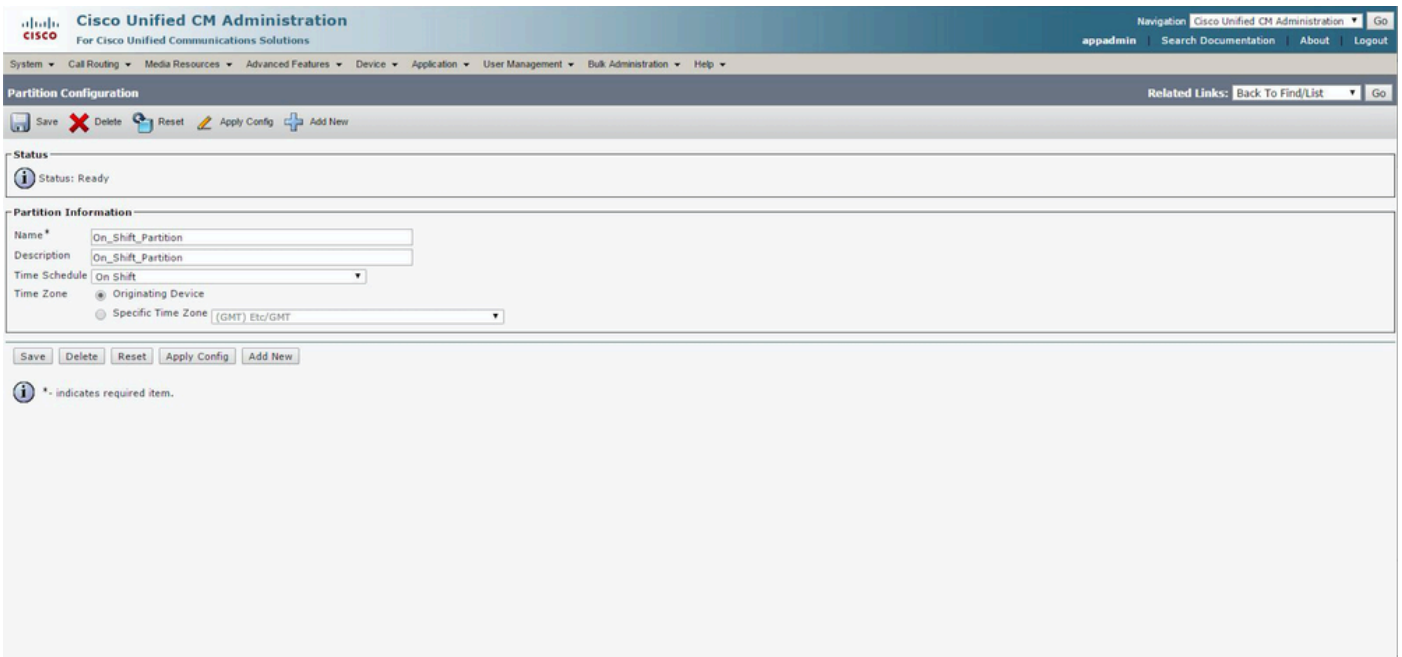 Cisco Unified CM Administration
Navigation Cisco Unified CM Administration Go
CISCO
For Cisco Unified Communications Solutions
appadmin | Search Documentation | About | Logout
System Call Routing Media Resources Advanced Features Device Application User Management Bulk Administration Help
Partition Configuration
Related Links: Back To Find/List Go
Save Delete Reset Apply Config Add New
Status
Status: Ready
Partition Information
Name* On_Shift_Partition
Description On_Shift_Partition
Time Schedule On Shift
Time Zone Originating Device
Specific Time Zone (GMT) Etc/GMT
Save Delete Reset Apply Config Add New
*- indicates required item.